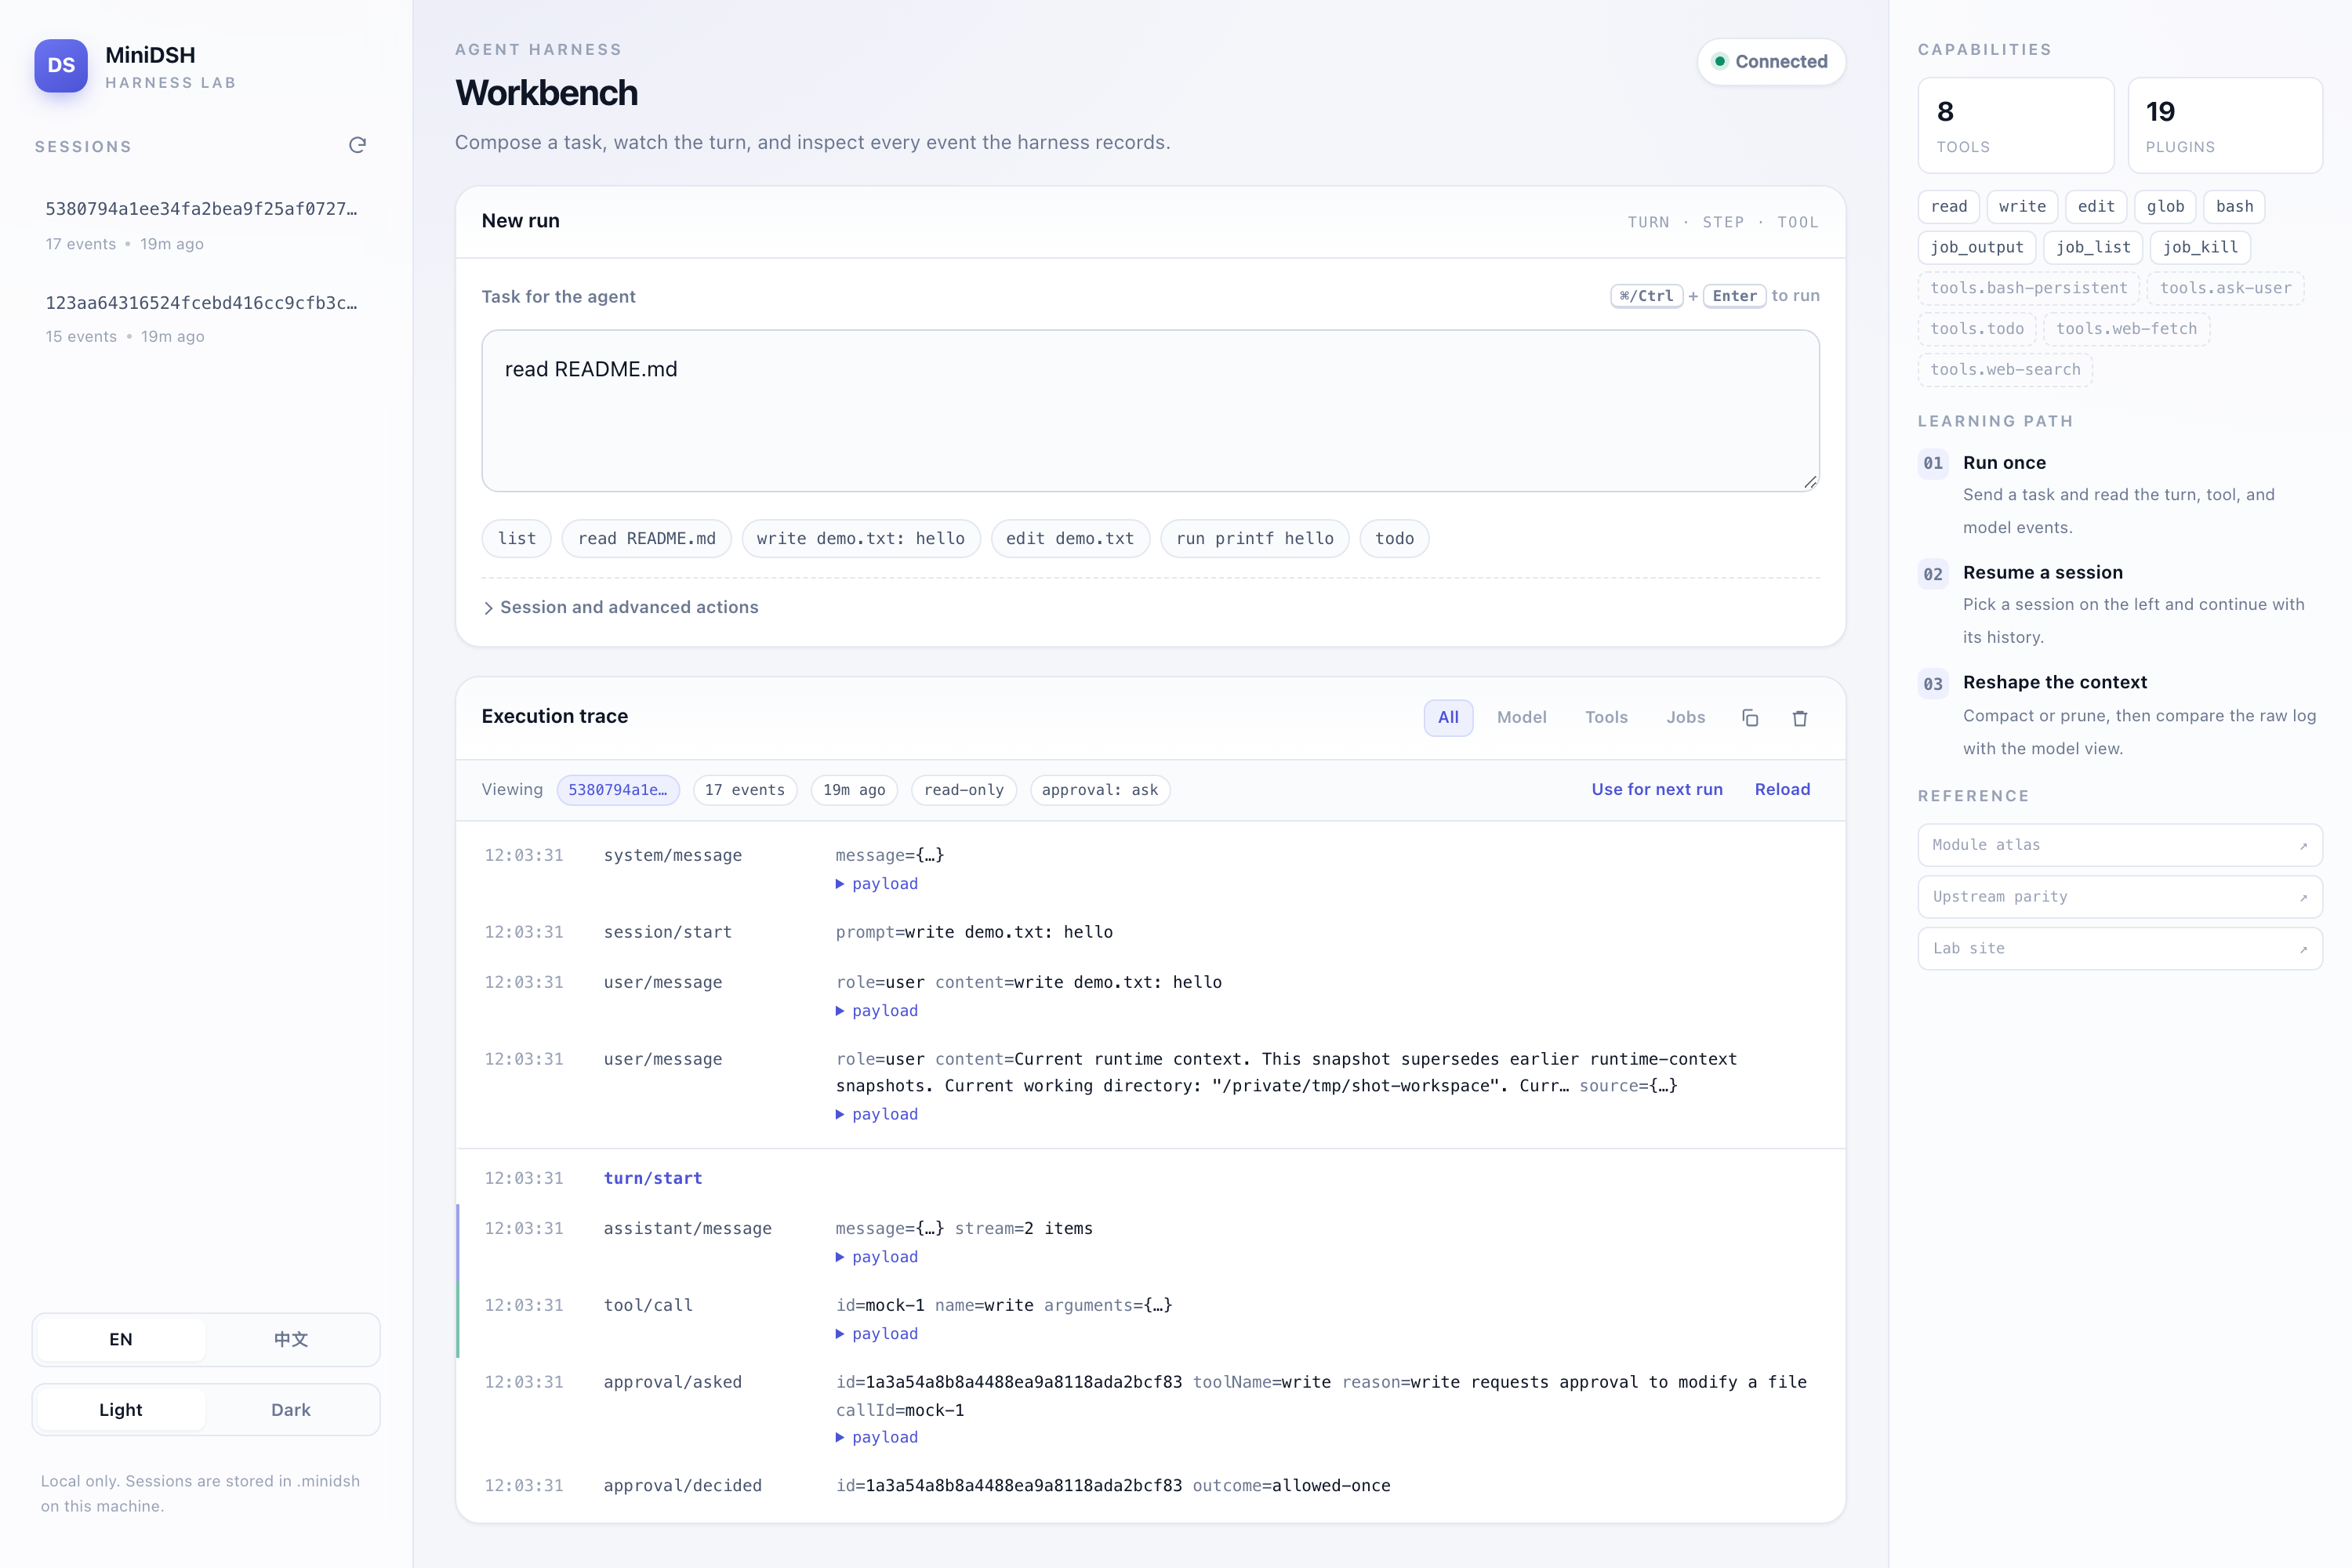 DS
MiniDSH
HARNESS LAB
SESSIONS
5380794a1ee34fa2bea9f25af0727…
17 events • 19m ago
123aa64316524fcebd416cc9cfb3c…
15 events • 19m ago
EN
中文
Light
Dark
Local only. Sessions are stored in .minidsh
on this machine.
AGENT HARNESS
Workbench
Compose a task, watch the turn, and inspect every event the harness records.
Connected
New run
TURN · STEP · TOOL
Task for the agent
⌘/Ctrl + Enter to run
read README.md
list
read README.md
write demo.txt: hello
edit demo.txt
run printf hello
todo
Session and advanced actions
Execution trace
All
Model
Tools
Jobs
Viewing 5380794a1e… 17 events 19m ago read-only approval: ask
Use for next run
Reload
12:03:31 system/message message={…}
payload
12:03:31 session/start prompt=write demo.txt: hello
12:03:31 user/message role=user content=write demo.txt: hello
payload
12:03:31 user/message role=user content=Current runtime context. This snapshot supersedes earlier runtime-context
snapshots. Current working directory: "/private/tmp/shot-workspace". Curr… source={…}
payload
12:03:31 turn/start
12:03:31 assistant/message message={…} stream=2 items
payload
12:03:31 tool/call id=mock-1 name=write arguments={…}
payload
12:03:31 approval/asked id=1a3a54a8b8a4488ea9a8118ada2bcf83 toolName=write reason=write requests approval to modify a file
callId=mock-1
payload
12:03:31 approval/decided id=1a3a54a8b8a4488ea9a8118ada2bcf83 outcome=allowed-once
CAPABILITIES
8
TOOLS
19
PLUGINS
read write edit glob bash
job_output job_list job_kill
tools.bash-persistent tools.ask-user
tools.todo tools.web-fetch
tools.web-search
LEARNING PATH
01 Run once
Send a task and read the turn, tool, and
model events.
02 Resume a session
Pick a session on the left and continue with
its history.
03 Reshape the context
Compact or prune, then compare the raw log
with the model view.
REFERENCE
Module atlas ↗
Upstream parity ↗
Lab site ↗